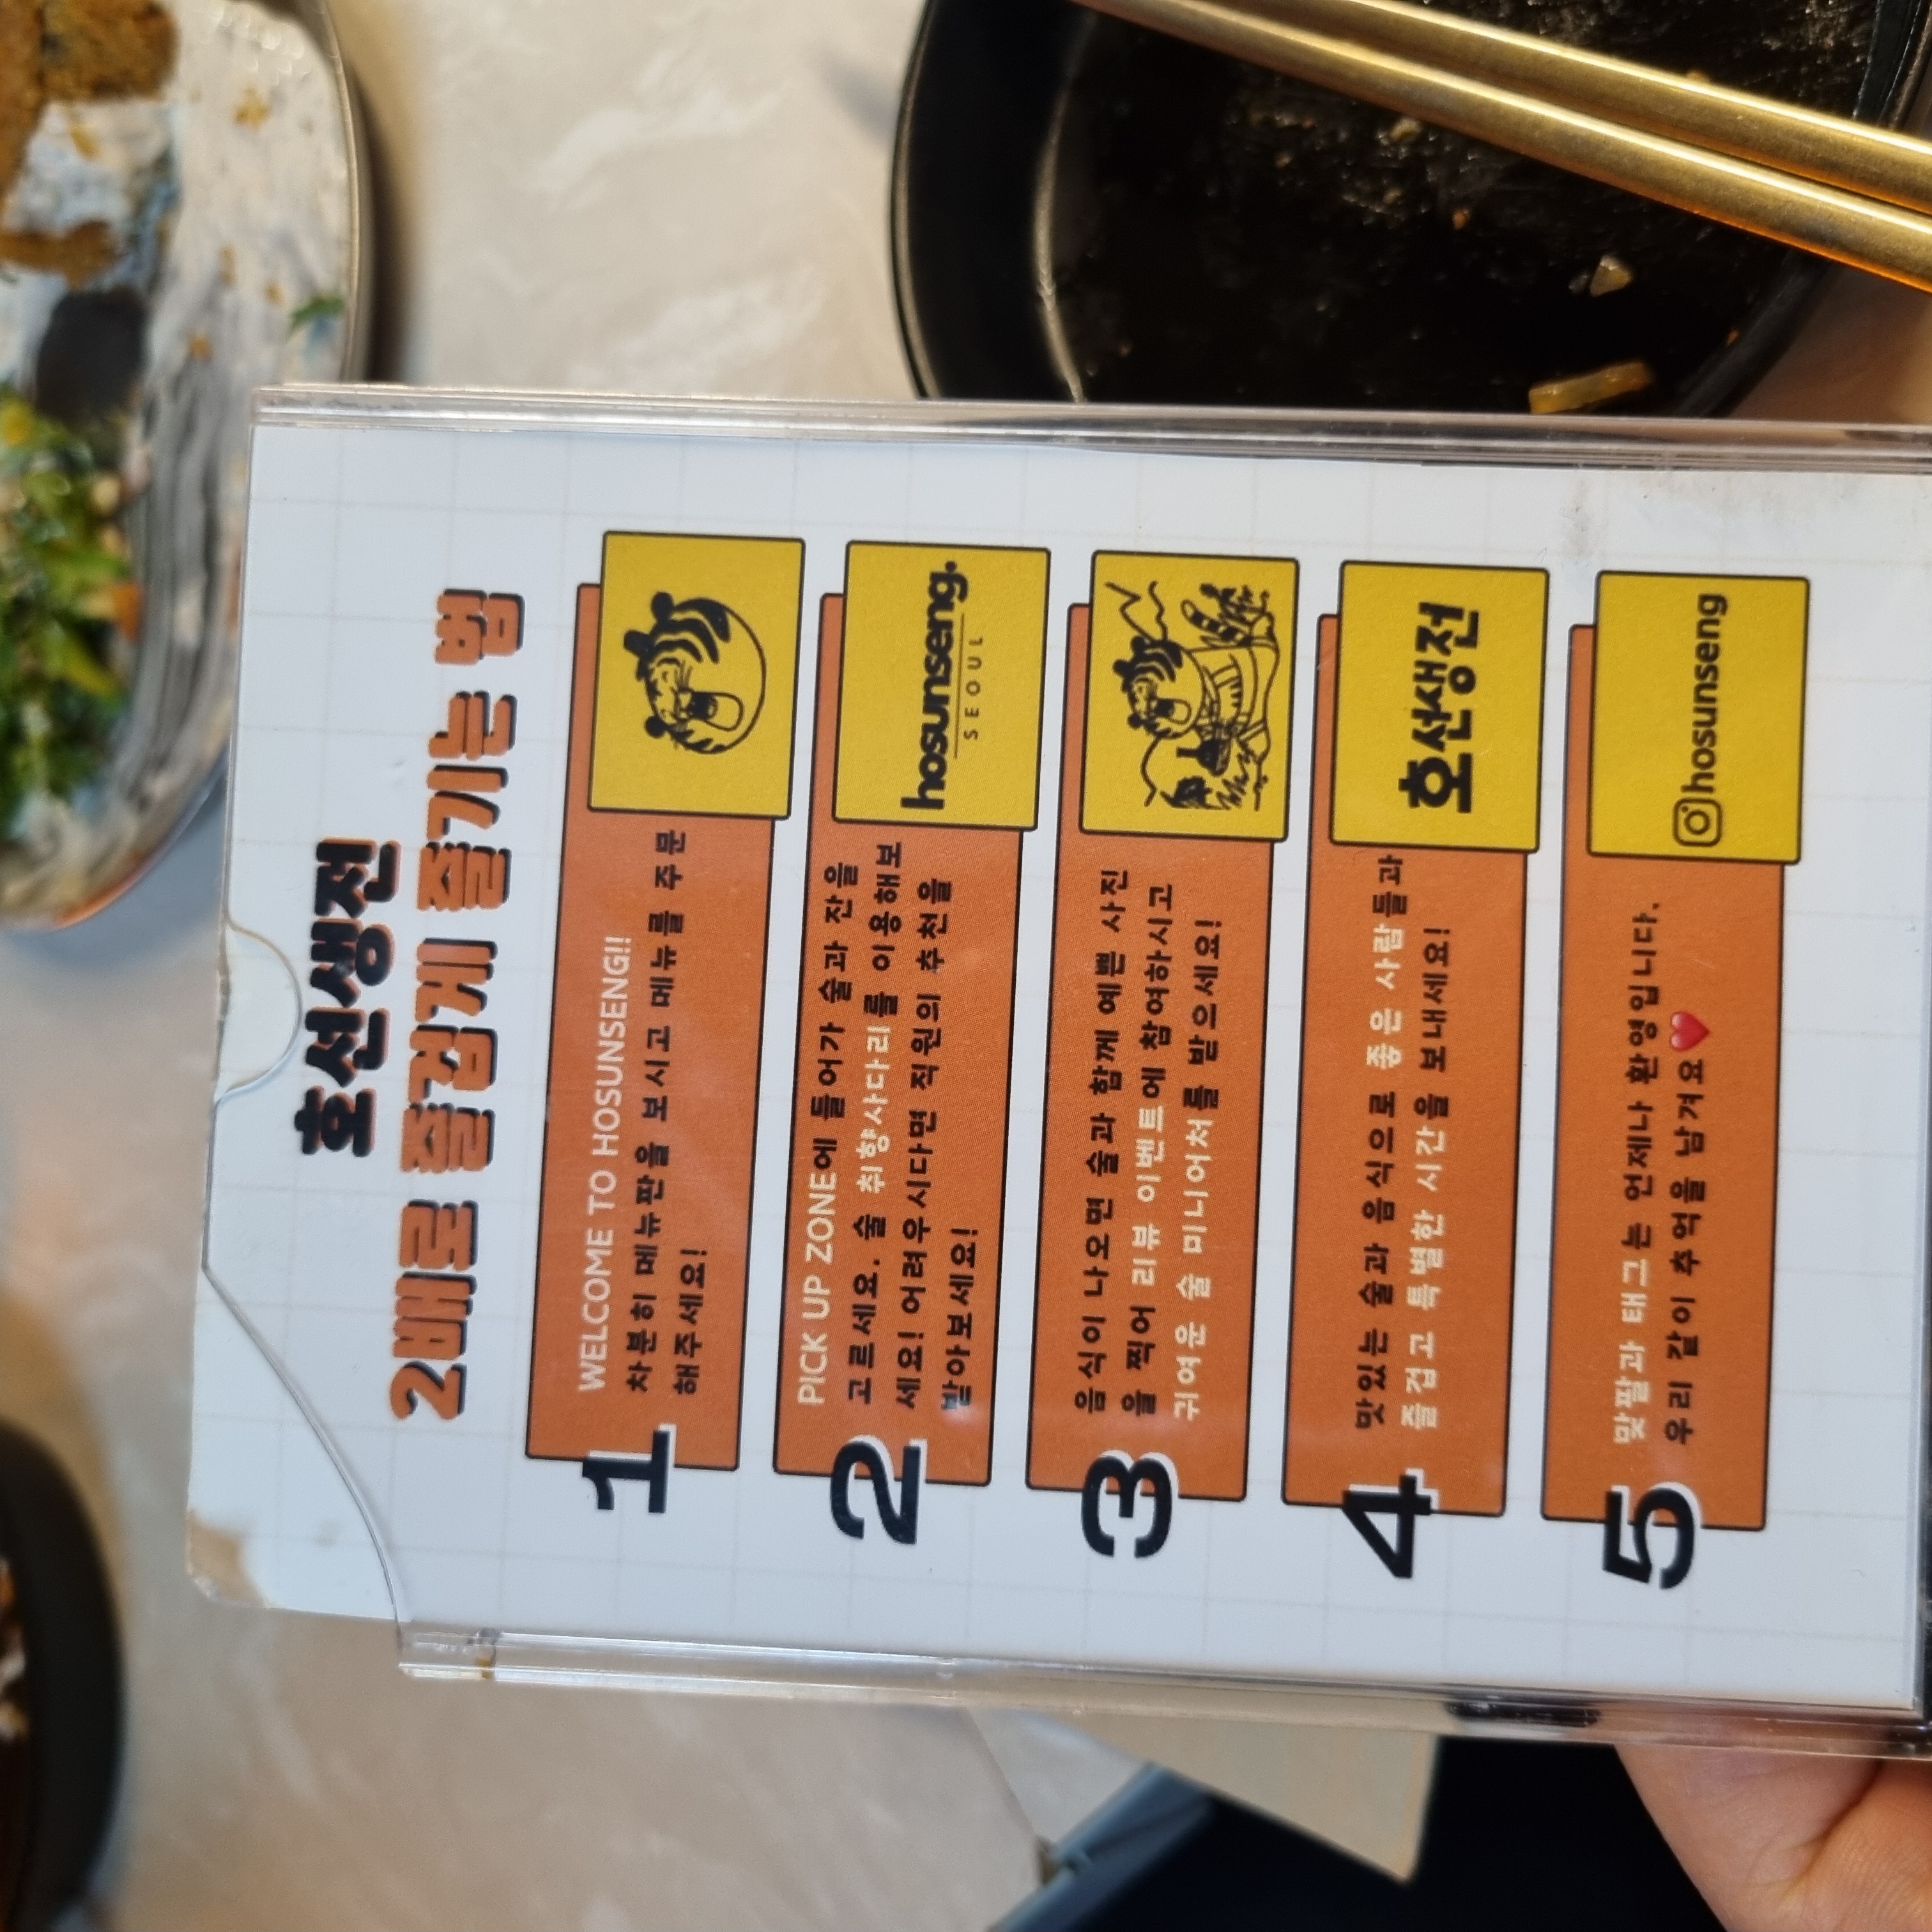 호선생전
2배로 즐겁게 즐기는 법
1
WELCOME TO HOSUNSENG!!
차분히 메뉴판을 보시고 메뉴를 주문
해주세요!
2
PICK UP ZONE에 들어가 술과 잔을
고르세요. 술 취향사다리를 이용해보
세요! 어려우시다면 직원의 추천을
받아보세요!
hosunseng.
SEOUL
3
음식이 나오면 술과 함께 예쁜 사진
을 찍어 리뷰 이벤트에 참여하시고
귀여운 술 미니어처를 받으세요!
4
맛있는 술과 음식으로 좋은 사람들과
즐겁고 특별한 시간을 보내세요!
호선생전
5
맞팔과 태그는 언제나 환영입니다.
우리 같이 추억을 남겨요❤️
hosunseng